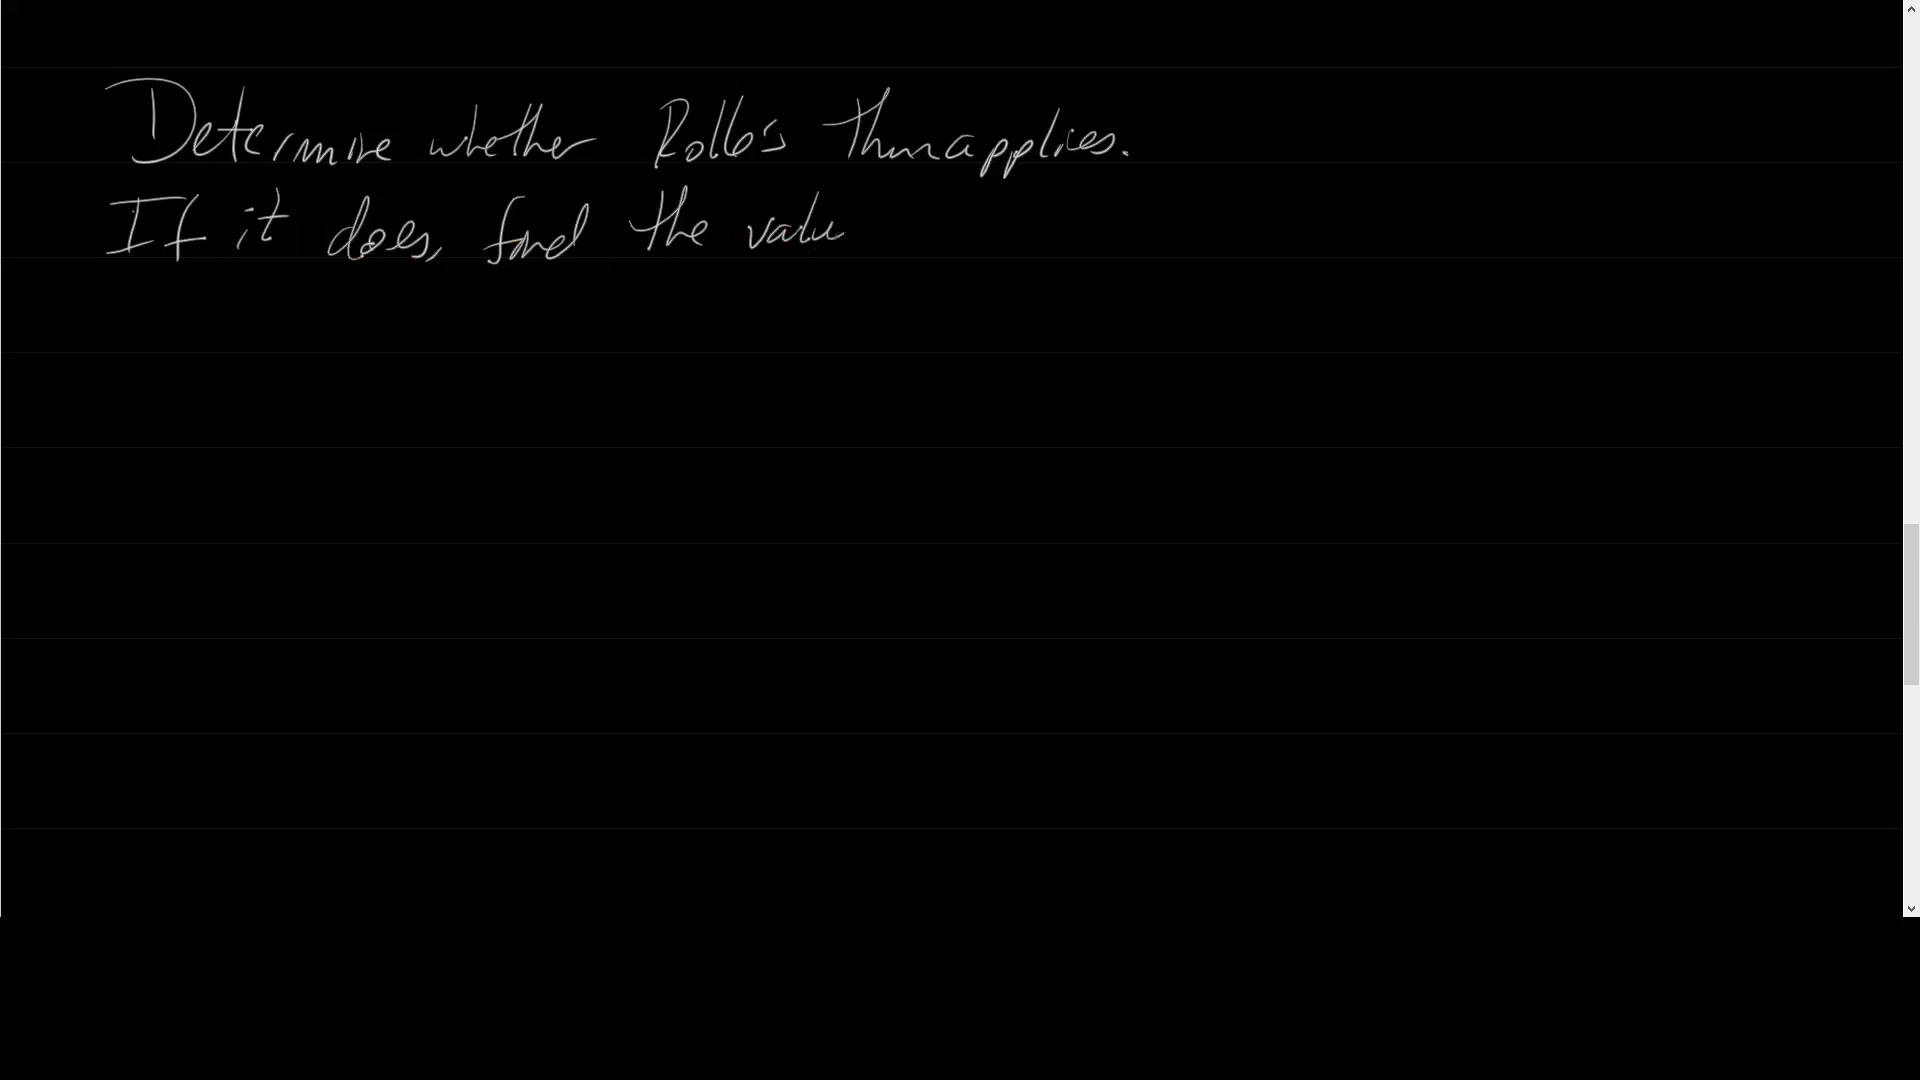 Determine whether Rolle's Thm applies.
If it does, find the valu